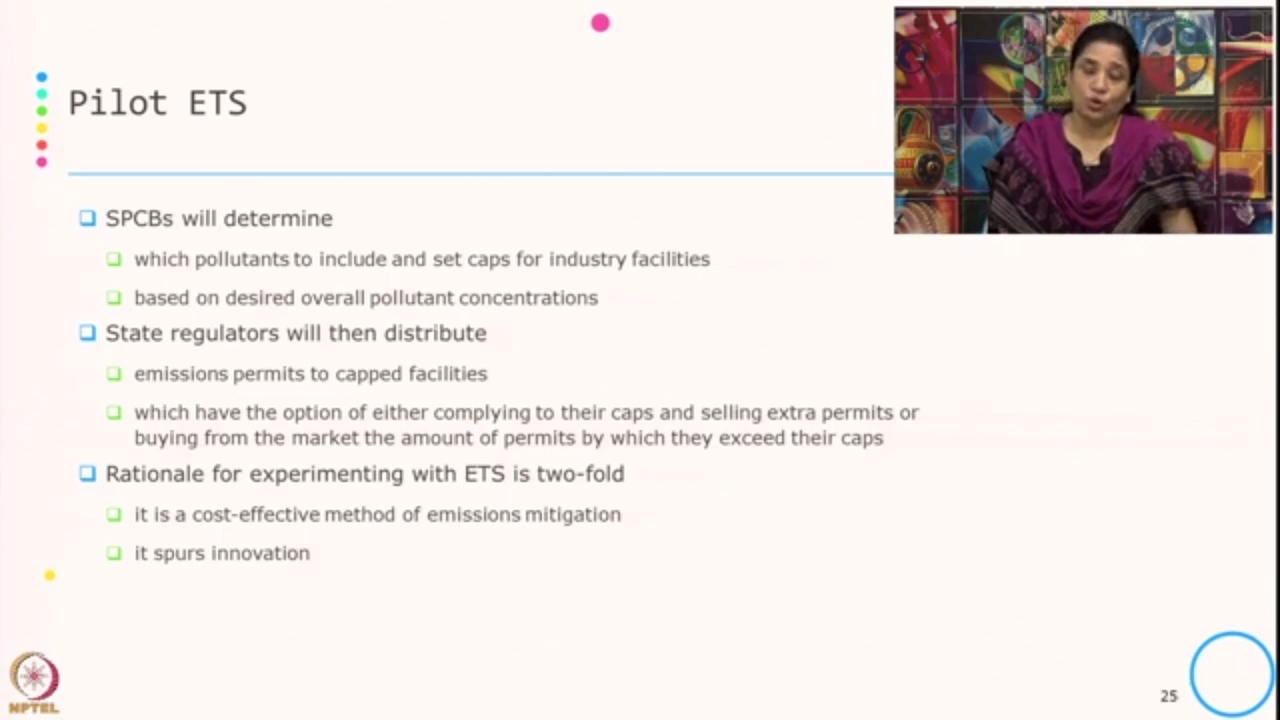 Pilot ETS
SPCBs will determine
which pollutants to include and set caps for industry facilities
based on desired overall pollutant concentrations
State regulators will then distribute
emissions permits to capped facilities
which have the option of either complying to their caps and selling extra permits or
buying from the market the amount of permits by which they exceed their caps
Rationale for experimenting with ETS is two-fold
it is a cost-effective method of emissions mitigation
it spurs innovation
NPTEL
25